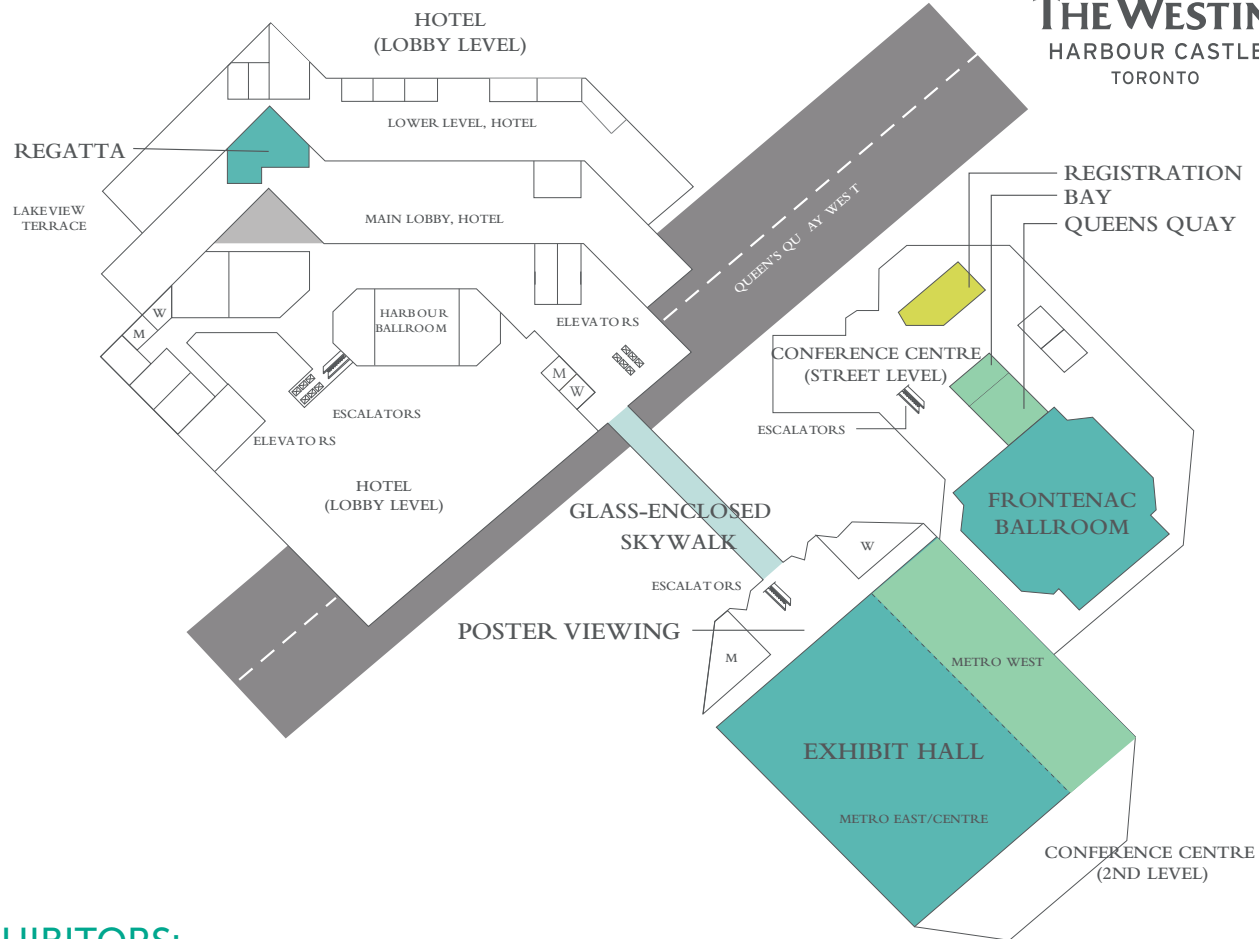 HOTEL
(LOBBY LEVEL)
THE WESTIN
HARBOUR CASTLE
TORONTO
LOWER LEVEL, HOTEL
REGATTA
REGISTRATION
BAY
QUEENS QUAY
LAKEVIEW
TERRACE
MAIN LOBBY, HOTEL
QUEEN'S QUAY WEST
W
M
HARBOUR
BALLROOM
ELEVATORS
CONFERENCE CENTRE
(STREET LEVEL)
M
W
ESCALATORS
ESCALATORS
ELEVATORS
HOTEL
(LOBBY LEVEL)
FRONTENAC
BALLROOM
GLASS-ENCLOSED
SKYWALK
W
ESCALATORS
POSTER VIEWING
M
METRO WEST
EXHIBIT HALL
METRO EAST/CENTRE
CONFERENCE CENTRE
(2ND LEVEL)
HIBITORS: